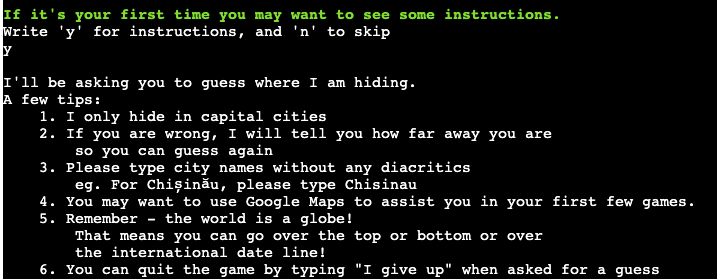 If it's your first time you may want to see some instructions.
Write 'y' for instructions, and 'n' to skip
y
I'll be asking you to guess where I am hiding.
A few tips:
1. I only hide in capital cities
2. If you are wrong, I will tell you how far away you are
so you can guess again
3. Please type city names without any diacritics
eg. For Chișinău, please type Chisinau
4. You may want to use Google Maps to assist you in your first few games.
5. Remember - the world is a globe!
That means you can go over the top or bottom or over
the international date line!
6. You can quit the game by typing "I give up" when asked for a guess